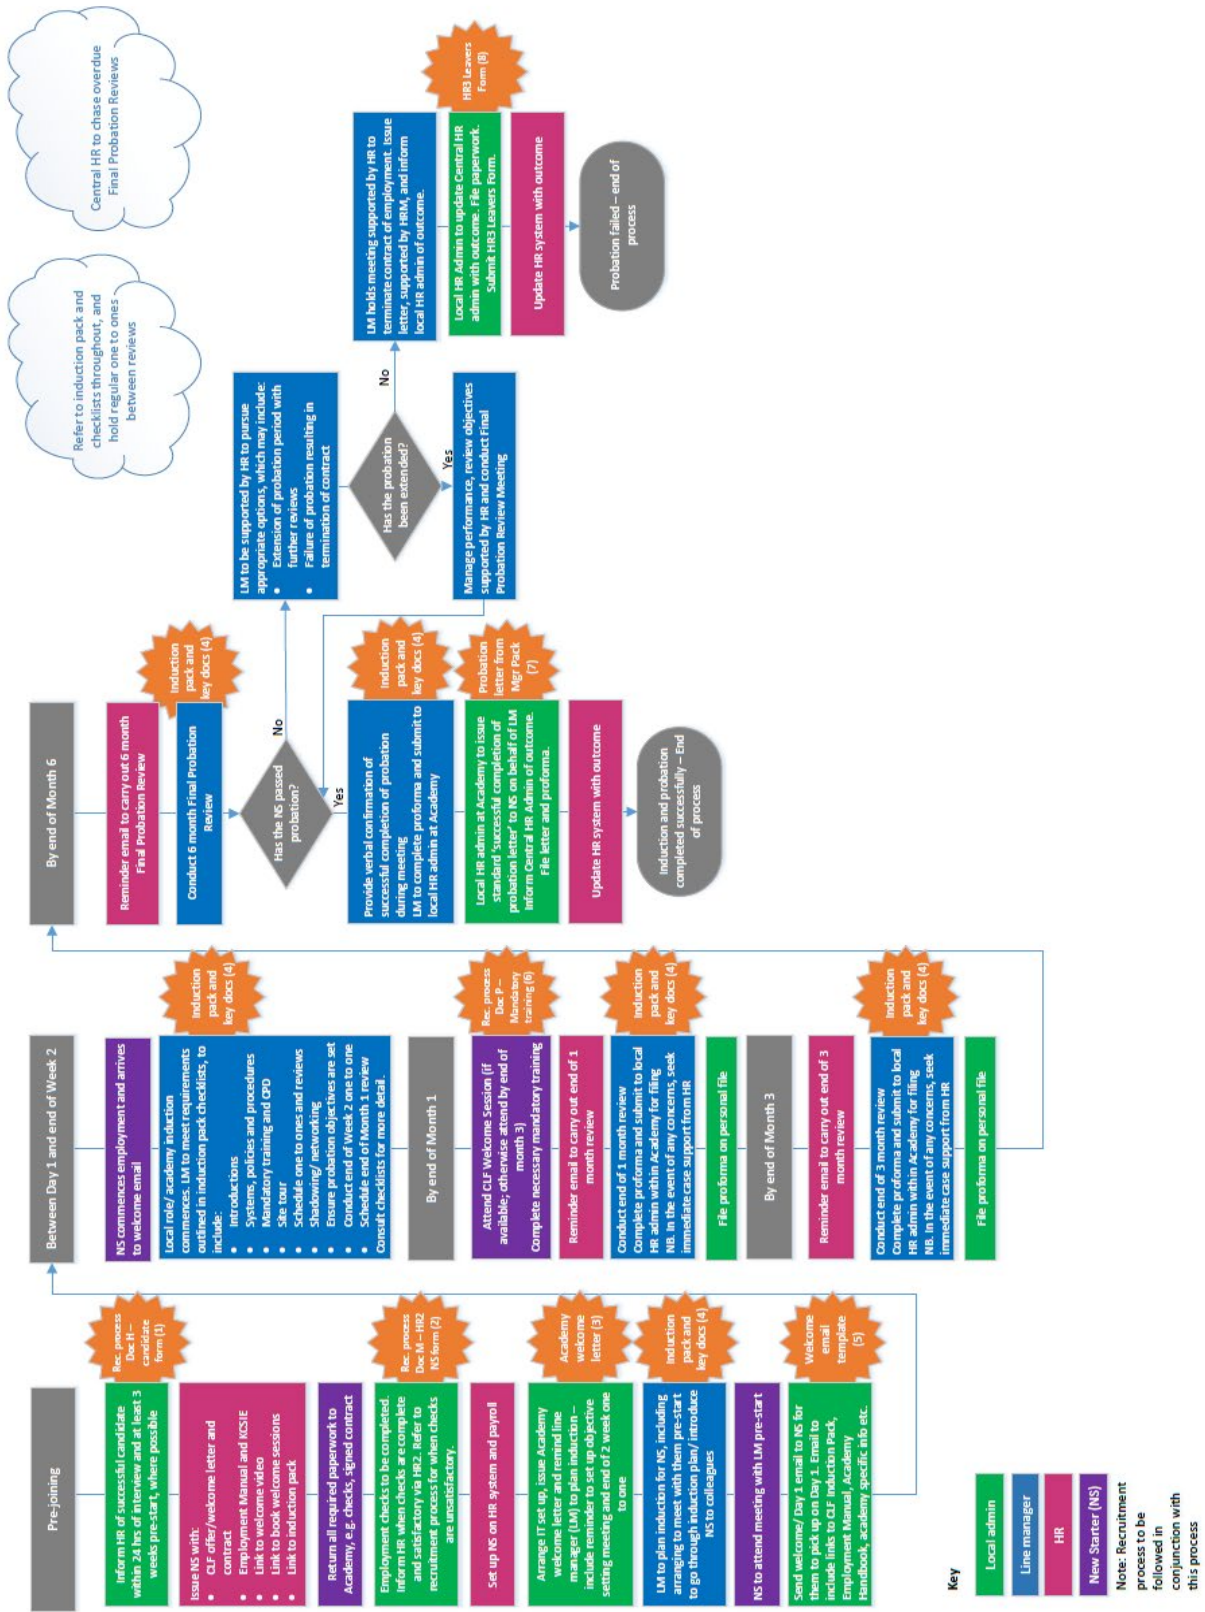 Pre-joining
Inform HR of successful candidate
within 24 hrs of interview and at least 3
weeks pre-start, where possible
Rec. process
Doc H –
candidate
form (1)
Issue NS with:
• CLF offer/welcome letter and
contract
• Employment Manual and KCSIE
• Link to welcome video
• Link to book welcome sessions
• Link to induction pack
Return all required paperwork to
Academy, e.g. checks, signed contract
Employment checks to be completed.
Inform HR when checks are complete
and satisfactory via HR2. Refer to
recruitment process for when checks
are unsatisfactory.
Rec. process
Doc M – HR2
NS form (2)
Set up NS on HR system and payroll
Arrange IT set up, issue Academy
welcome letter and remind line
manager (LM) to plan induction –
include reminder to set up objective
setting meeting and end of 2 week one
to one
Academy
welcome
letter (3)
LM to plan induction for NS, including
arranging to meet with them pre-start
to go through induction plan/ introduce
NS to colleagues
Induction
pack and
key docs (4)
NS to attend meeting with LM pre-start
Send welcome/ Day 1 email to NS for
them to pick up on Day 1. Email to
include links to CLF Induction Pack,
Employment Manual, Academy
Handbook, academy specific info etc.
Welcome
email
template
(5)
Between Day 1 and end of Week 2
NS commences employment and arrives
to welcome email
Local role/ academy induction
commences. LM to meet requirements
outlined in induction pack checklists, to
include:
• Introductions
• Systems, policies and procedures
• Mandatory training and CPD
• Site tour
• Schedule one to ones and reviews
• Shadowing/ networking
• Ensure probation objectives are set
• Conduct end of Week 2 one to one
• Schedule end of Month 1 review
Consult checklists for more detail.
Induction
pack and
key docs (4)
By end of Month 1
Attend CLF Welcome Session (if
available; otherwise attend by end of
month 3)
Complete necessary mandatory training
Rec. process
Doc P –
Mandatory
training (6)
Reminder email to carry out end of 1
month review
Conduct end of 1 month review
Complete proforma and submit to local
HR admin within Academy for filing
NB. In the event of any concerns, seek
immediate case support from HR
Induction
pack and
key docs (4)
File proforma on personal file
By end of Month 3
Reminder email to carry out end of 3
month review
Conduct end of 3 month review
Complete proforma and submit to local
HR admin within Academy for filing
NB. In the event of any concerns, seek
immediate case support from HR
Induction
pack and
key docs (4)
File proforma on personal file
By end of Month 6
Reminder email to carry out 6 month
Final Probation Review
Conduct 6 month Final Probation
Review
Induction
pack and
key docs (4)
Has the NS passed
probation?
No
Yes
Provide verbal confirmation of
successful completion of probation
during meeting
LM to complete proforma and submit to
local HR admin at Academy
Induction
pack and
key docs (4)
Local HR admin at Academy to issue
standard ‘successful completion of
probation letter’ to NS on behalf of LM
Inform Central HR Admin of outcome.
File letter and proforma.
Probation
letter from
Mgr Pack
(7)
Update HR system with outcome
Induction and probation
completed successfully – End
of process
LM to be supported by HR to pursue
appropriate options, which may include:
• Extension of probation period with
further reviews
• Failure of probation resulting in
termination of contract
Has the probation
been extended?
No
Yes
Manage performance, review objectives
supported by HR and conduct Final
Probation Review Meeting
LM holds meeting supported by HR to
terminate contract of employment. Issue
letter, supported by HRM, and inform
local HR admin of outcome.
Local HR Admin to update Central HR
admin with outcome. File paperwork.
Submit HR3 Leavers Form.
HR3 Leavers
Form (8)
Update HR system with outcome
Probation failed – end of
process
Refer to induction pack and
checklists throughout, and
hold regular one to ones
between reviews
Central HR to chase overdue
Final Probation Reviews
Key
Local admin
Line manager
HR
New Starter (NS)
Note: Recruitment
process to be
followed in
conjunction with
this process